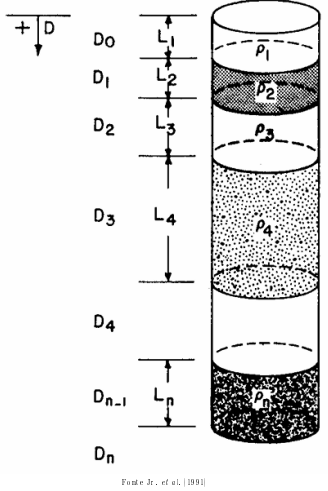 + D
D₀ L₁ ρ₁
D₁ L₂ ρ₂
D₂ L₃ ρ₃
D₃ L₄ ρ₄
D₄
Dₙ₋₁ Lₙ ρₙ
Dₙ
Fonte Jr. et al. [1991]